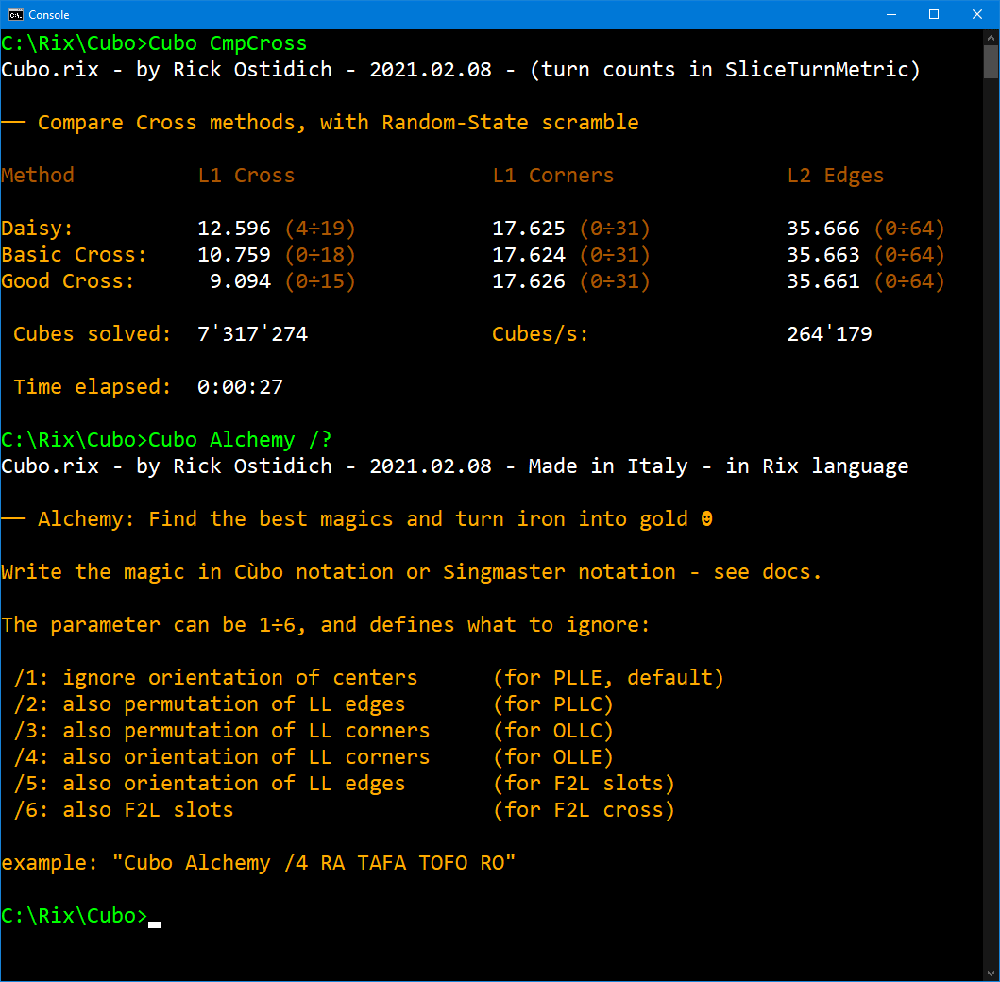 Console
C:\Rix\Cubo>Cubo CmpCross
Cubo.rix - by Rick Ostidich - 2021.02.08 - (turn counts in SliceTurnMetric)
── Compare Cross methods, with Random-State scramble
Method L1 Cross L1 Corners L2 Edges
Daisy: 12.596 (4÷19) 17.625 (0÷31) 35.666 (0÷64)
Basic Cross: 10.759 (0÷18) 17.624 (0÷31) 35.663 (0÷64)
Good Cross: 9.094 (0÷15) 17.626 (0÷31) 35.661 (0÷64)
Cubes solved: 7'317'274 Cubes/s: 264'179
Time elapsed: 0:00:27
C:\Rix\Cubo>Cubo Alchemy /?
Cubo.rix - by Rick Ostidich - 2021.02.08 - Made in Italy - in Rix language
── Alchemy: Find the best magics and turn iron into gold ☻
Write the magic in Cùbo notation or Singmaster notation - see docs.
The parameter can be 1÷6, and defines what to ignore:
/1: ignore orientation of centers (for PLLE, default)
/2: also permutation of LL edges (for PLLC)
/3: also permutation of LL corners (for OLLC)
/4: also orientation of LL corners (for OLLE)
/5: also orientation of LL edges (for F2L slots)
/6: also F2L slots (for F2L cross)
example: "Cubo Alchemy /4 RA TAFA TOFO RO"
C:\Rix\Cubo>